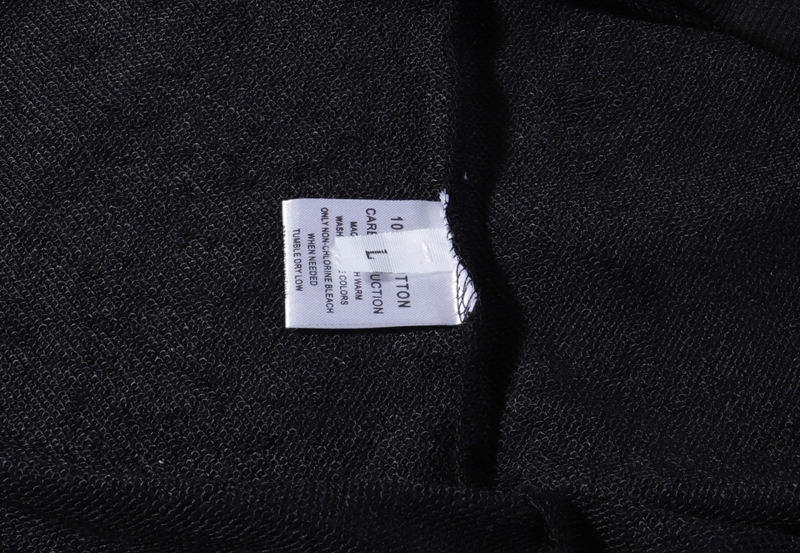 10 TTON
CARE UCTION
L
MAC H WARM
WASH E COLORS
ONLY NON-CHLORINE BLEACH
WHEN NEEDED
TUMBLE DRY LOW